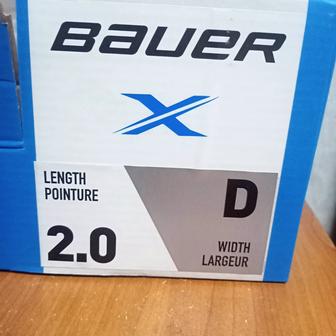 BAUER
X
LENGTH
POINTURE
2.0
D
WIDTH
LARGEUR